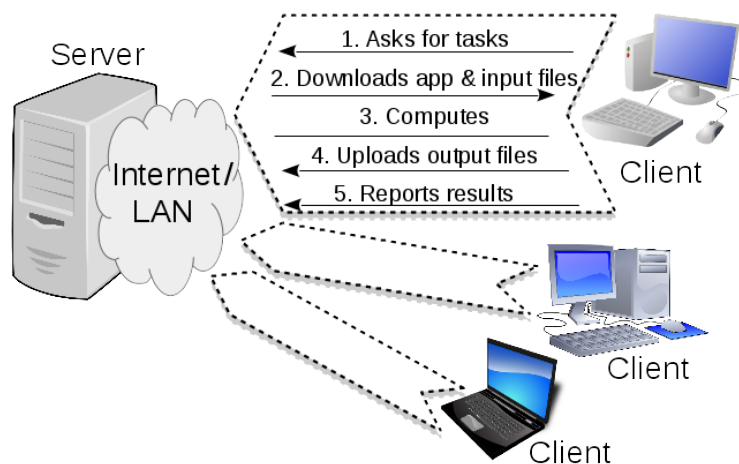 Server
Internet/
LAN
1. Asks for tasks
2. Downloads app & input files
3. Computes
4. Uploads output files
5. Reports results
Client
Client
Client